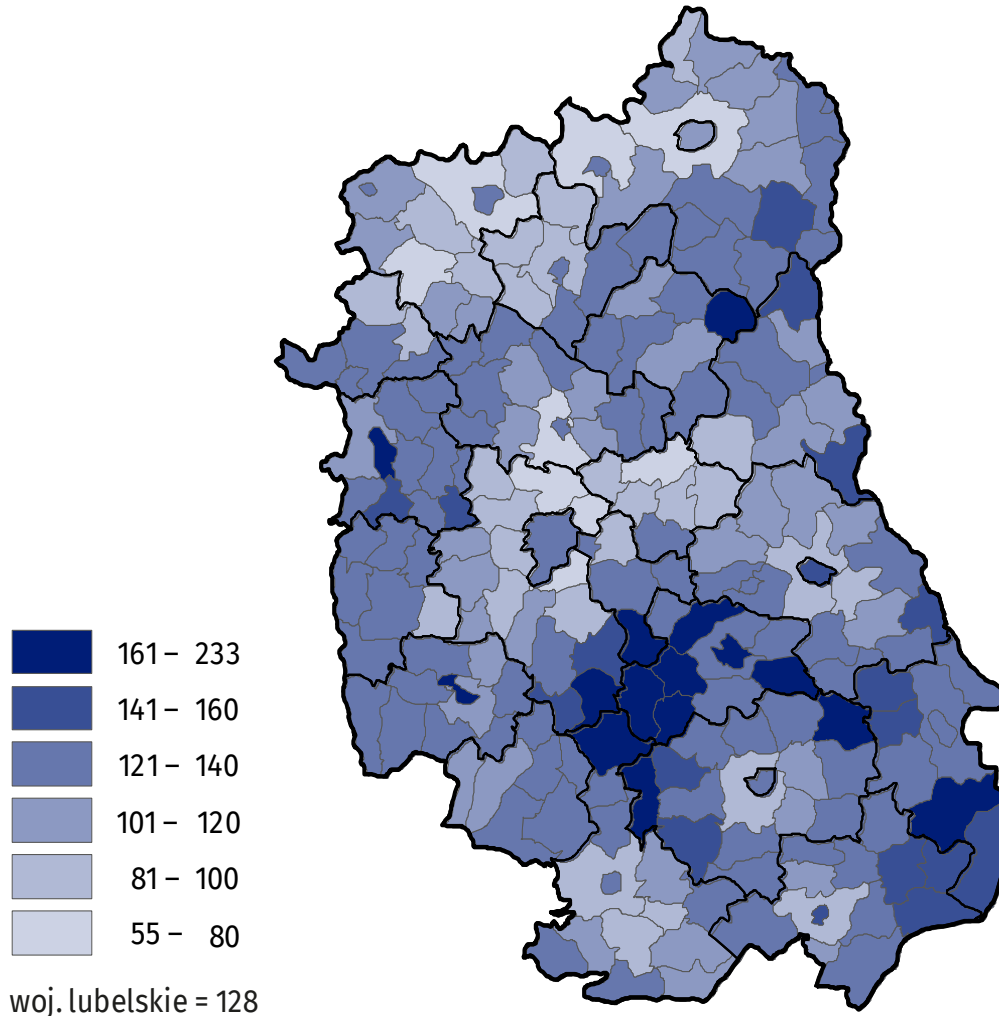 161 – 233
141 – 160
121 – 140
101 – 120
81 – 100
55 – 80
woj. lubelskie = 128